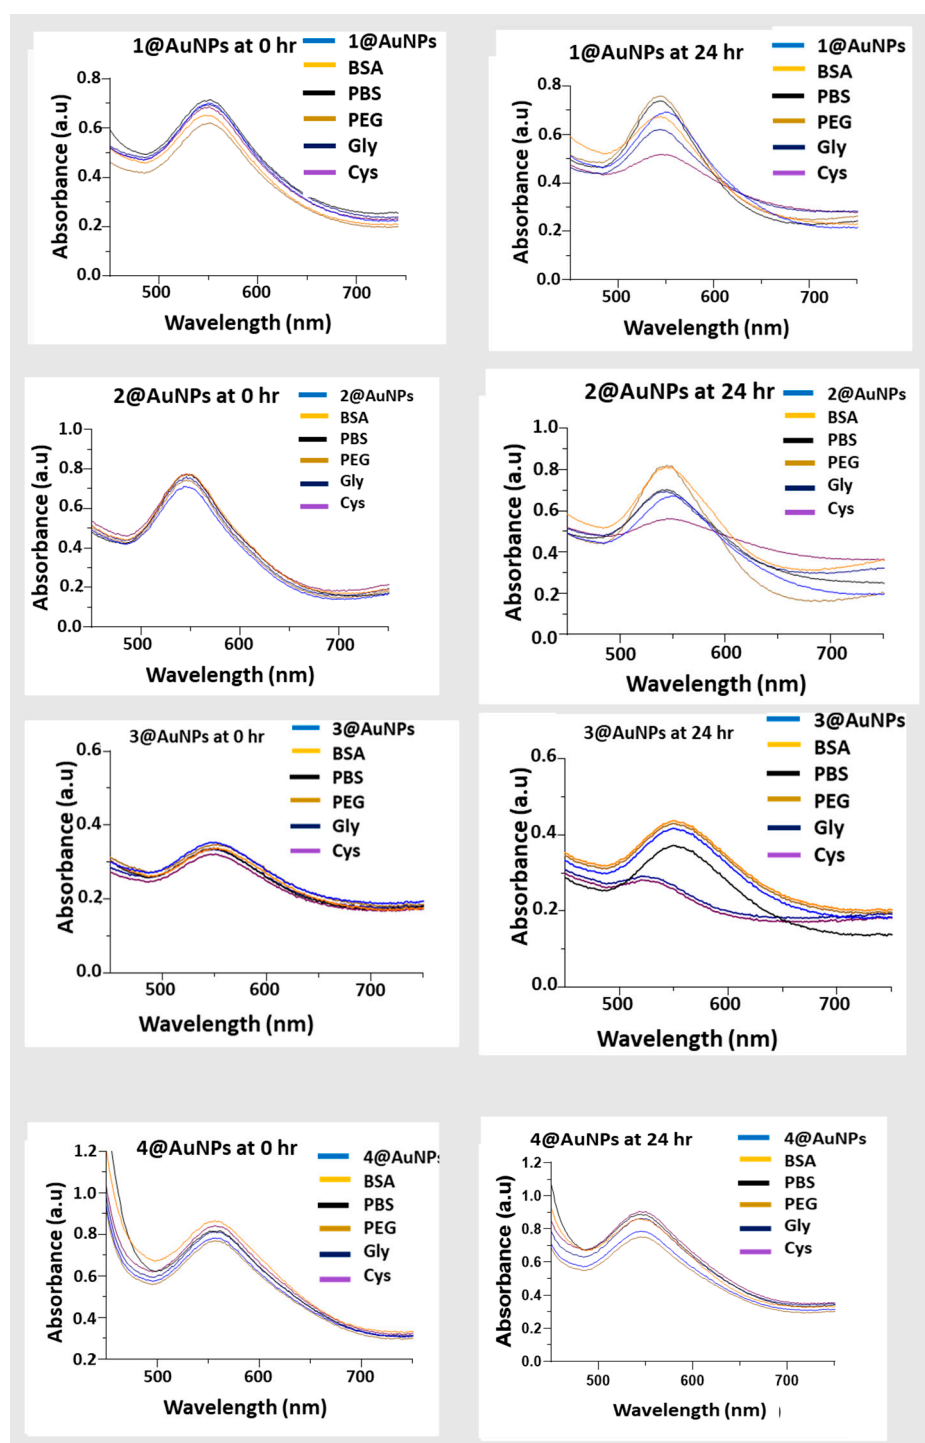 1@AuNPs at 0 hr
1@AuNPs
BSA
PBS
PEG
Gly
Cys
Absorbance (a.u)
0.8
0.6
0.4
0.2
0.0
500 600 700
Wavelength (nm)
1@AuNPs at 24 hr
1@AuNPs
BSA
PBS
PEG
Gly
Cys
Absorbance (a.u)
0.8
0.6
0.4
0.2
0.0
500 600 700
Wavelength (nm)
2@AuNPs at 0 hr
2@AuNPs
BSA
PBS
PEG
Gly
Cys
Absorbance (a.u)
1.0
0.8
0.6
0.4
0.2
0.0
500 600 700
Wavelength (nm)
2@AuNPs at 24 hr
2@AuNPs
BSA
PBS
PEG
Gly
Cys
Absorbance (a.u)
1.0
0.8
0.6
0.4
0.2
0.0
500 600 700
Wavelength (nm)
3@AuNPs at 0 hr
3@AuNPs
BSA
PBS
PEG
Gly
Cys
Absorbance (a.u)
0.6
0.4
0.2
0.0
500 600 700
Wavelength (nm)
3@AuNPs at 24 hr
3@AuNPs
BSA
PBS
PEG
Gly
Cys
Absorbance (a.u)
0.6
0.4
0.2
0.0
500 600 700
Wavelength (nm)
4@AuNPs at 0 hr
4@AuNP
BSA
PBS
PEG
Gly
Cys
Absorbance (a.u)
1.2
1.0
0.8
0.6
0.4
0.2
500 600 700
Wavelength (nm)
4@AuNPs at 24 hr
4@AuNPs
BSA
PBS
PEG
Gly
Cys
Absorbance (a.u)
1.2
1.0
0.8
0.6
0.4
0.2
0.0
500 600 700
Wavelength (nm) )